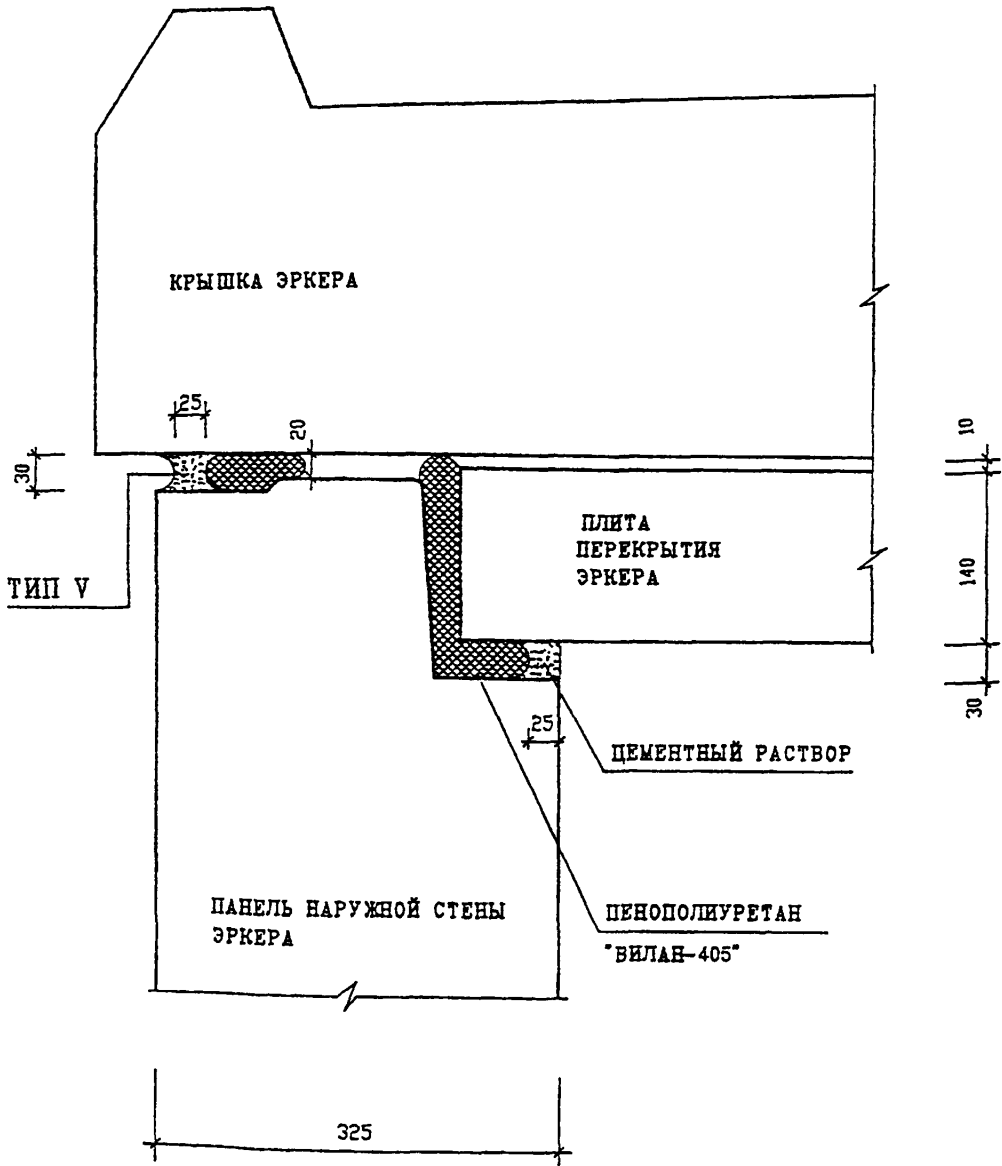 КРЫШКА ЭРКЕРА
25
20
10
30
ПЛИТА
ПЕРЕКРЫТИЯ
ЭРКЕРА
140
ТИП V
30
25
ЦЕМЕНТНЫЙ РАСТВОР
ПАНЕЛЬ НАРУЖНОЙ СТЕНЫ
ЭРКЕРА
ПЕНОПОЛИУРЕТАН
"ВИЛАН-405"
325